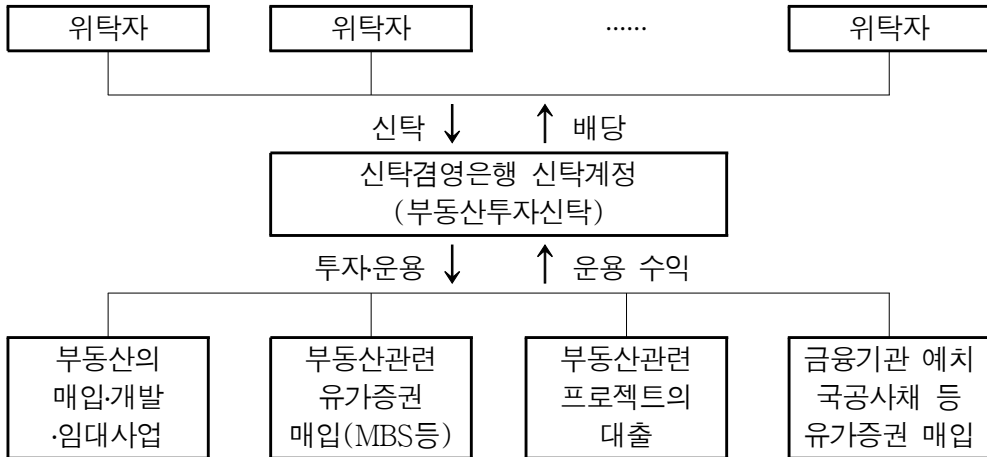 위탁자 위탁자 ······ 위탁자
신탁 ↓ ↑ 배당
신탁겸영은행 신탁계정
(부동산투자신탁)
투자·운용 ↓ ↑ 운용 수익
부동산의
매입·개발
·임대사업
부동산관련
유가증권
매입(MBS등)
부동산관련
프로젝트의
대출
금융기관 예치
국공사채 등
유가증권 매입